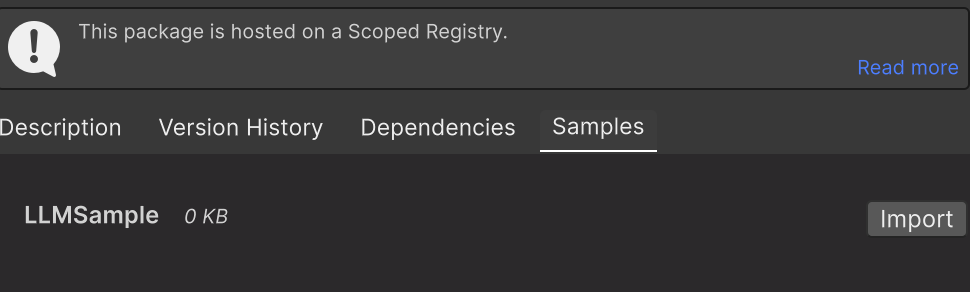 This package is hosted on a Scoped Registry.
Read more
Description Version History Dependencies Samples
LLMSample 0 KB Import